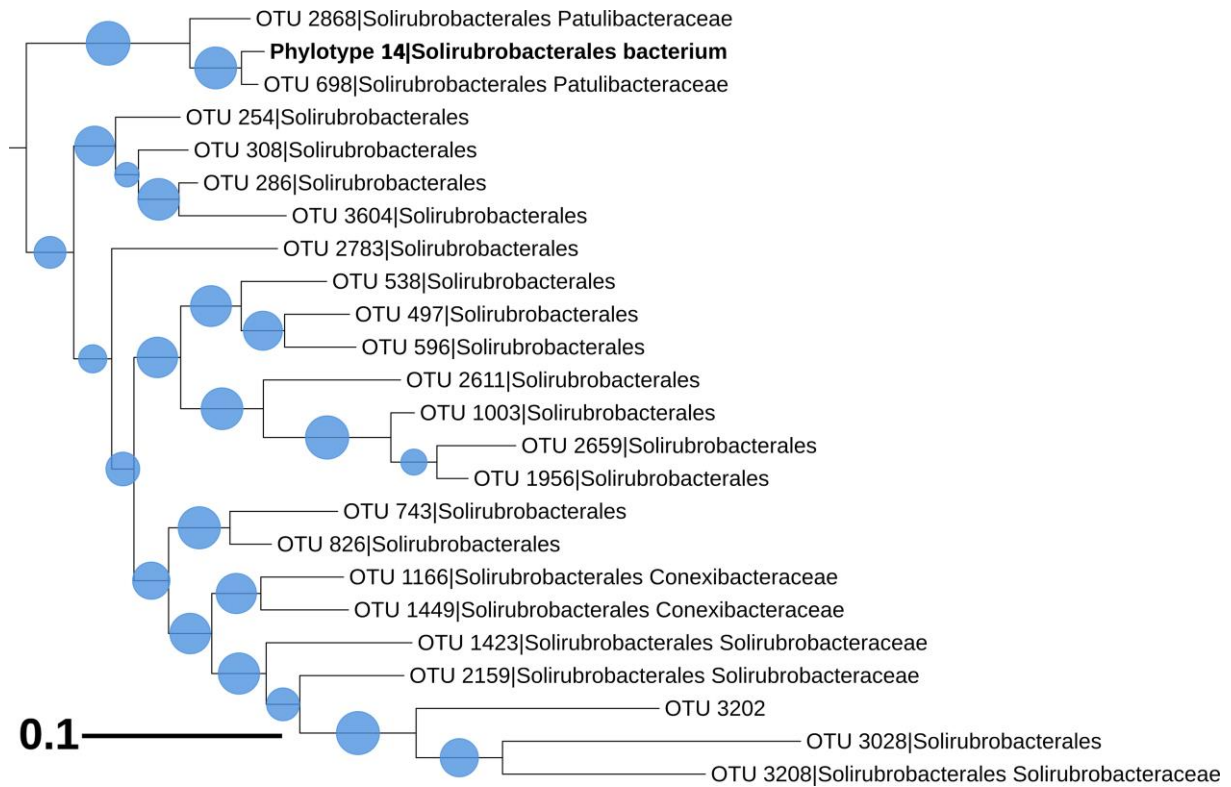 OTU 2868|Solirubrobacterales Patulibacteraceae
Phylotype 14|Solirubrobacterales bacterium
OTU 698|Solirubrobacterales Patulibacteraceae
OTU 254|Solirubrobacterales
OTU 308|Solirubrobacterales
OTU 286|Solirubrobacterales
OTU 3604|Solirubrobacterales
OTU 2783|Solirubrobacterales
OTU 538|Solirubrobacterales
OTU 497|Solirubrobacterales
OTU 596|Solirubrobacterales
OTU 2611|Solirubrobacterales
OTU 1003|Solirubrobacterales
OTU 2659|Solirubrobacterales
OTU 1956|Solirubrobacterales
OTU 743|Solirubrobacterales
OTU 826|Solirubrobacterales
OTU 1166|Solirubrobacterales Conexibacteraceae
OTU 1449|Solirubrobacterales Conexibacteraceae
OTU 1423|Solirubrobacterales Solirubrobacteraceae
OTU 2159|Solirubrobacterales Solirubrobacteraceae
OTU 3202
0.1
OTU 3028|Solirubrobacterales
OTU 3208|Solirubrobacterales Solirubrobacteraceae